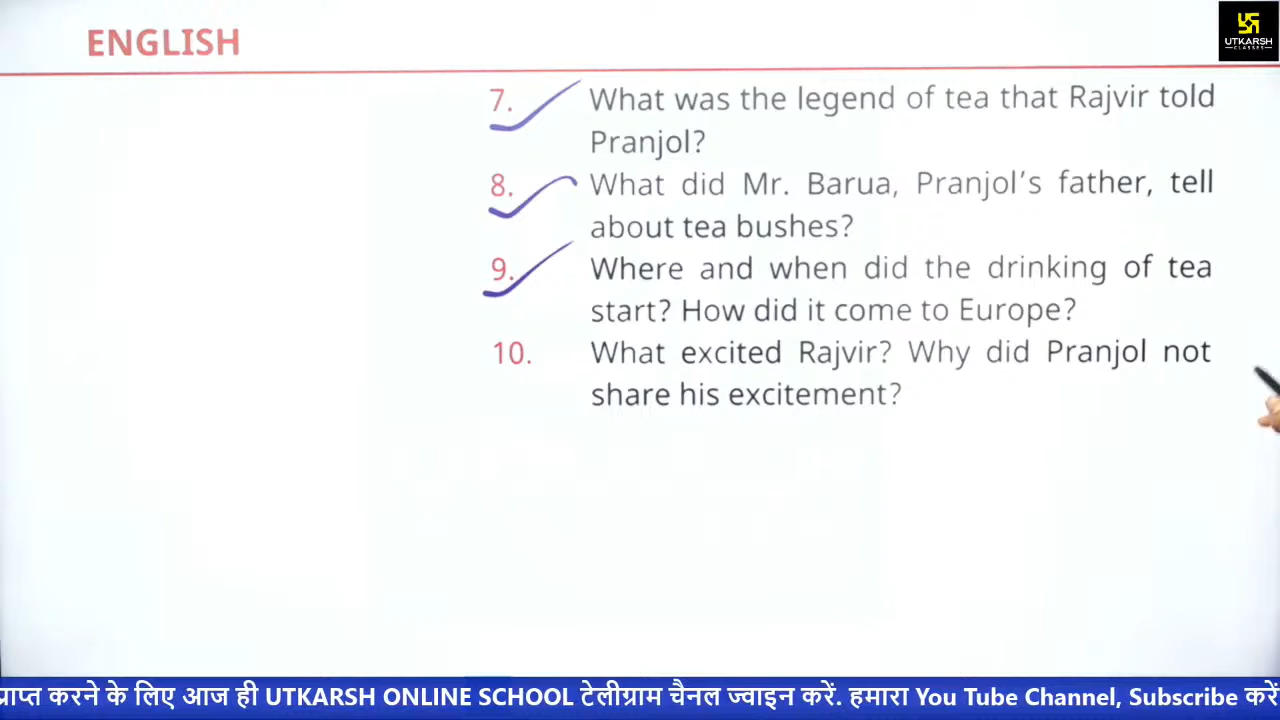 ENGLISH
UTKARSH
CLASSES
7. What was the legend of tea that Rajvir told
Pranjol?
8. What did Mr. Barua, Pranjol’s father, tell
about tea bushes?
9. Where and when did the drinking of tea
start? How did it come to Europe?
10. What excited Rajvir? Why did Pranjol not
share his excitement?
प्राप्त करने के लिए आज ही UTKARSH ONLINE SCHOOL टेलीग्राम चैनल ज्वाइन करें. हमारा You Tube Channel, Subscribe करें